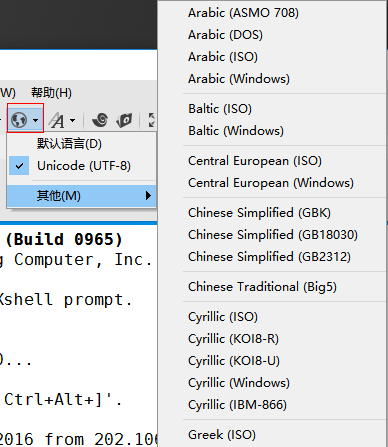 W)
帮助(H)
默认语言(D)
Unicode (UTF-8)
其他(M)
(Build 0965)
g Computer, Inc.
Xshell prompt.
0...
Ctrl+Alt+]'.
2016 from 202.106
Arabic (ASMO 708)
Arabic (DOS)
Arabic (ISO)
Arabic (Windows)
Baltic (ISO)
Baltic (Windows)
Central European (ISO)
Central European (Windows)
Chinese Simplified (GBK)
Chinese Simplified (GB18030)
Chinese Simplified (GB2312)
Chinese Traditional (Big5)
Cyrillic (ISO)
Cyrillic (KOI8-R)
Cyrillic (KOI8-U)
Cyrillic (Windows)
Cyrillic (IBM-866)
Greek (ISO)